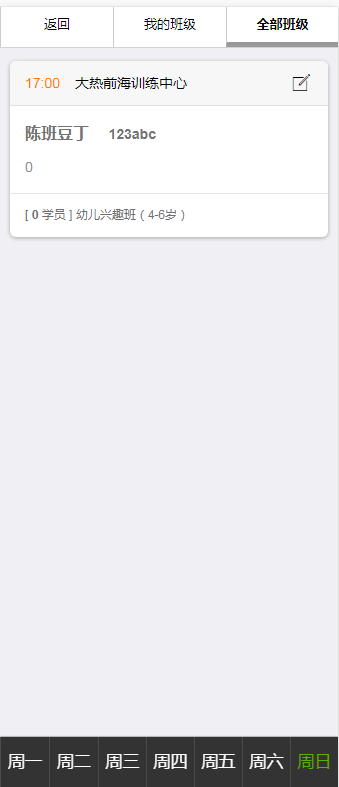 返回 我的班级 全部班级
17:00 大热前海训练中心
陈班豆丁 123abc
0
[ 0 学员 ] 幼儿兴趣班（4-6岁）
周一 周二 周三 周四 周五 周六 周日